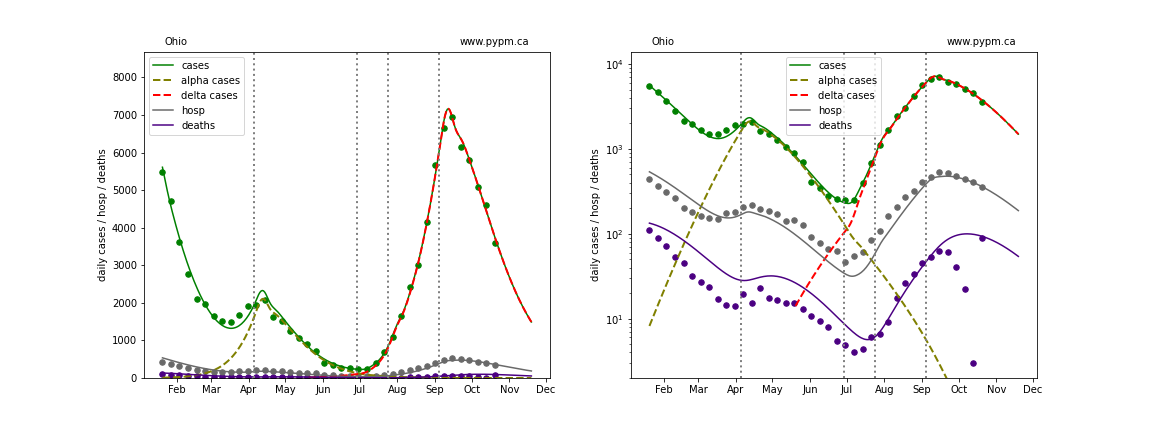 Ohio www.pypm.ca
daily cases / hosp / deaths
8000
7000
6000
5000
4000
3000
2000
1000
0
cases
alpha cases
delta cases
hosp
deaths
Feb Mar Apr May Jun Jul Aug Sep Oct Nov Dec
Ohio www.pypm.ca
daily cases / hosp / deaths
10⁴
10³
10²
10¹
cases
alpha cases
delta cases
hosp
deaths
Feb Mar Apr May Jun Jul Aug Sep Oct Nov Dec